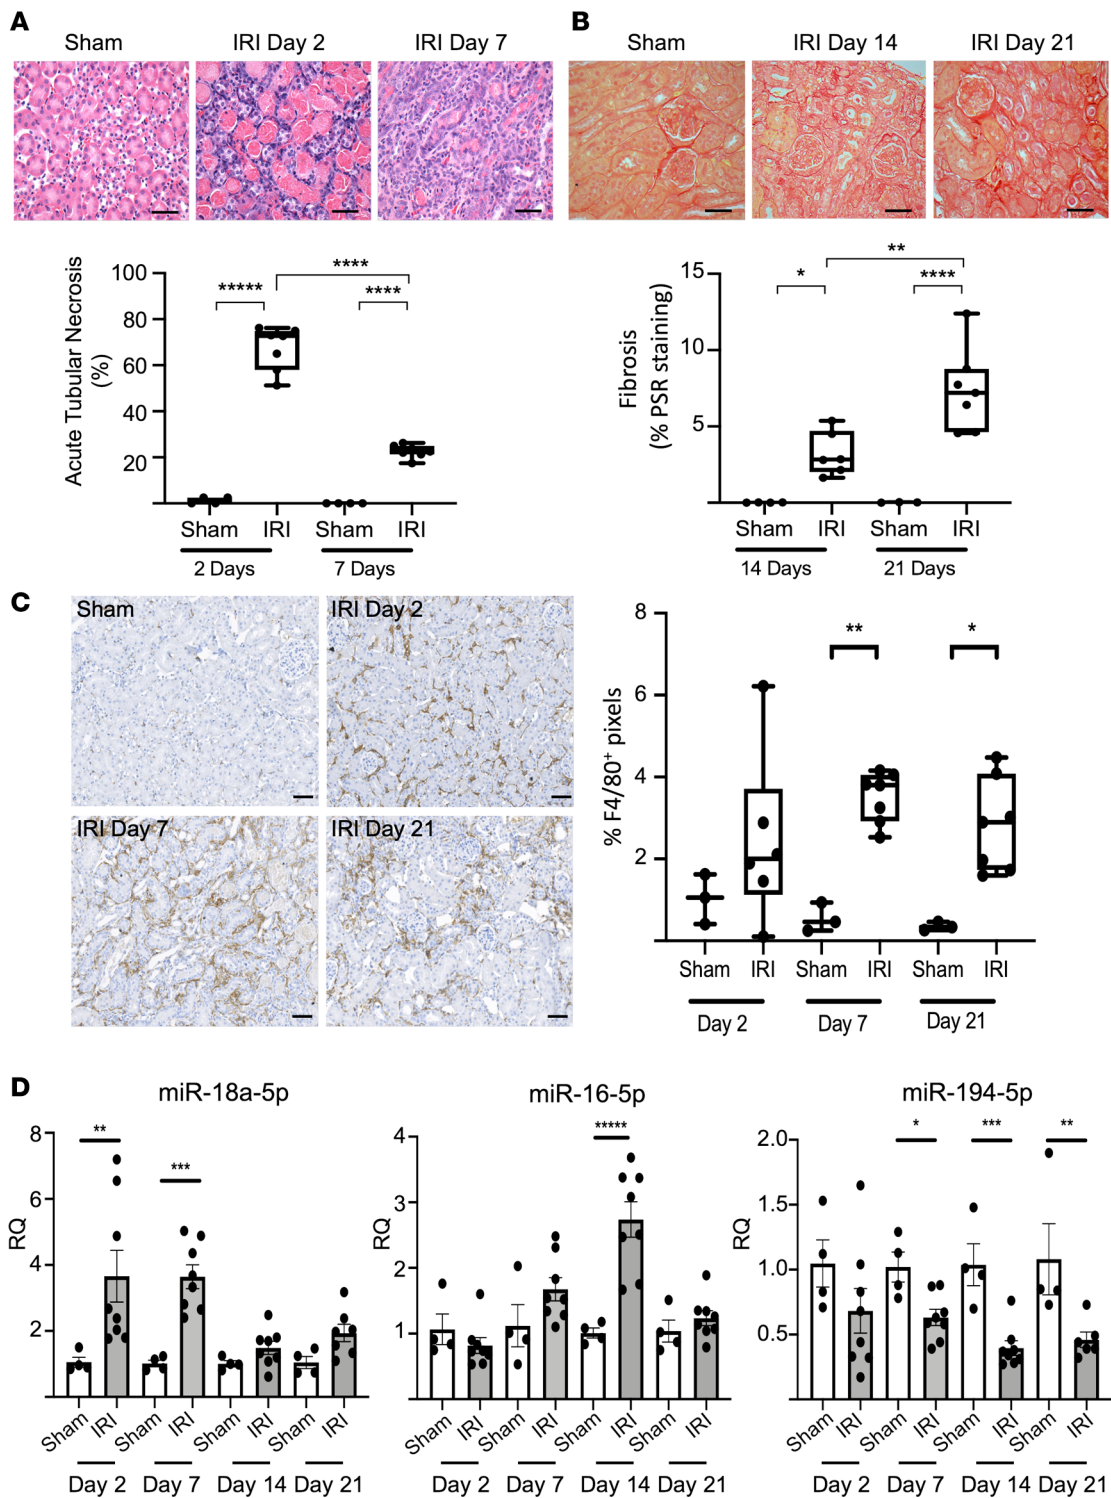 A
Sham
IRI Day 2
IRI Day 7
B
Sham
IRI Day 14
IRI Day 21
Acute Tubular Necrosis
(%)
100
80
60
40
20
*****
****
****
Sham
IRI
Sham
IRI
2 Days
7 Days
Fibrosis
(% PSR staining)
15
10
5
*
**
****
Sham
IRI
Sham
IRI
14 Days
21 Days
C
Sham
IRI Day 2
IRI Day 7
IRI Day 21
% F4/80+ pixels
8
6
4
2
**
*
Sham
IRI
Sham
IRI
Sham
IRI
Day 2
Day 7
Day 21
D
miR-18a-5p
RQ
8
6
4
2
**
***
Sham
IRI
Sham
IRI
Sham
IRI
Sham
IRI
Day 2
Day 7
Day 14
Day 21
miR-16-5p
RQ
4
3
2
1
*****
Sham
IRI
Sham
IRI
Sham
IRI
Sham
IRI
Day 2
Day 7
Day 14
Day 21
miR-194-5p
RQ
2.0
1.5
1.0
0.5
*
***
**
Sham
IRI
Sham
IRI
Sham
IRI
Sham
IRI
Day 2
Day 7
Day 14
Day 21